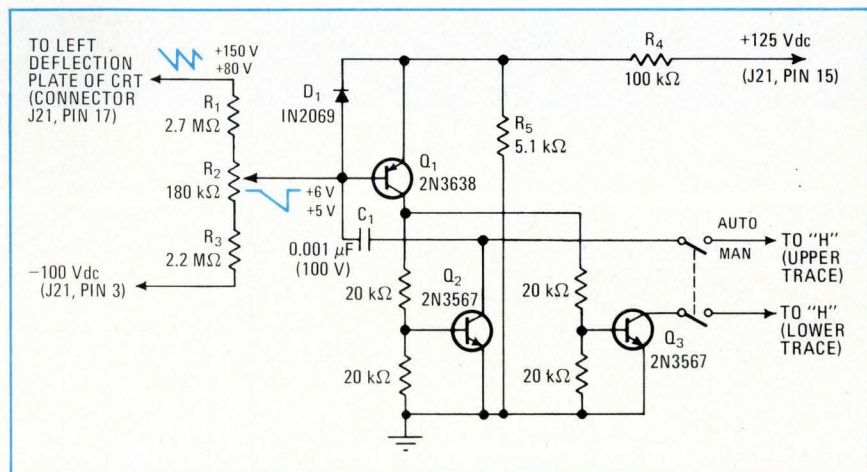 TO LEFT
DEFLECTION
PLATE OF CRT
(CONNECTOR
J21, PIN 17)
+150 V
+80 V
R1
2.7 MΩ
R2
180 kΩ
+6 V
+5 V
R3
2.2 MΩ
−100 Vdc
(J21, PIN 3)
D1
IN2069
Q1
2N3638
C1
0.001 μF
(100 V)
R4
100 kΩ
+125 Vdc
(J21, PIN 15)
R5
5.1 kΩ
20 kΩ
Q2
2N3567
20 kΩ
20 kΩ
Q3
2N3567
20 kΩ
AUTO
MAN
TO "H"
(UPPER
TRACE)
TO "H"
(LOWER
TRACE)